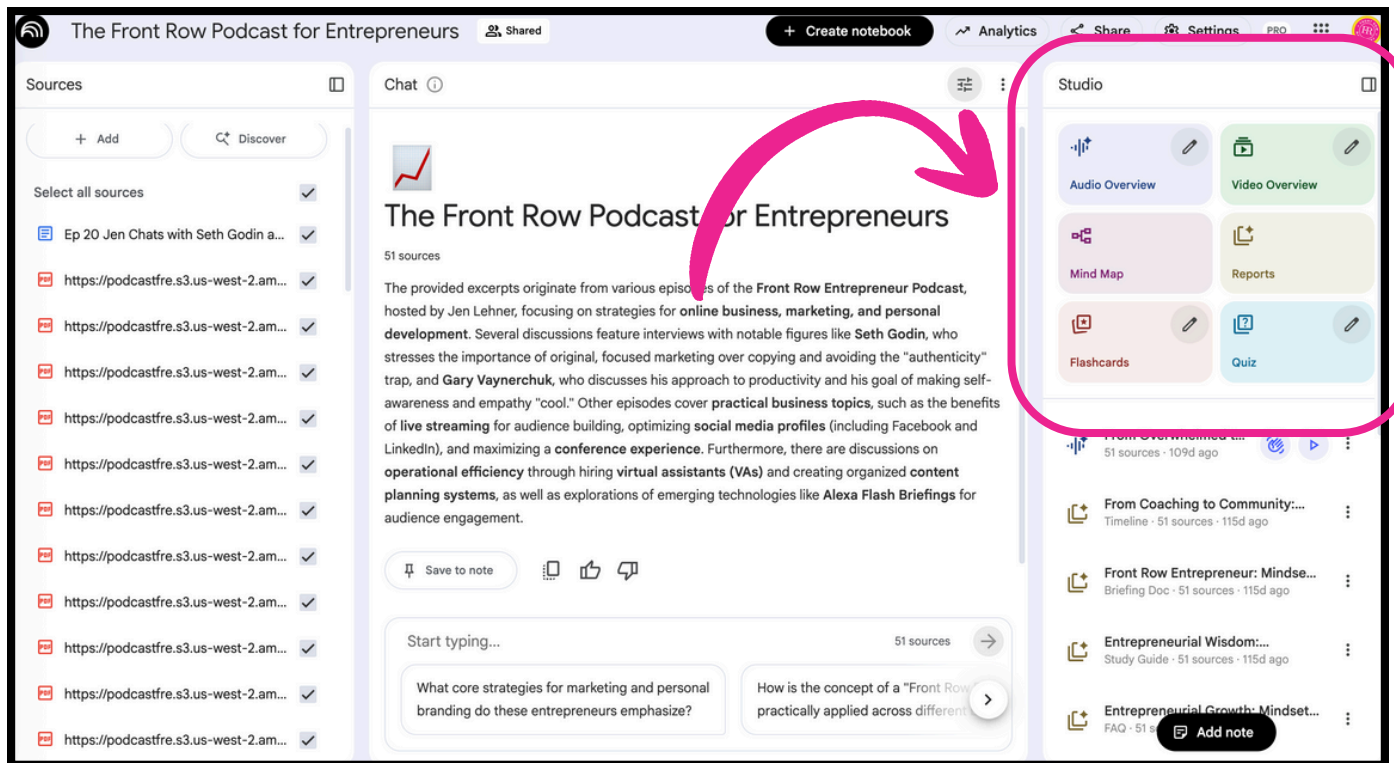 The Front Row Podcast for Entrepreneurs
Shared
+ Create notebook
Analytics
Share
Settings
PRO
Sources
+ Add
Discover
Select all sources
Ep 20 Jen Chats with Seth Godin a...
PDF https://podcastfre.s3.us-west-2.am...
PDF https://podcastfre.s3.us-west-2.am...
PDF https://podcastfre.s3.us-west-2.am...
PDF https://podcastfre.s3.us-west-2.am...
PDF https://podcastfre.s3.us-west-2.am...
PDF https://podcastfre.s3.us-west-2.am...
PDF https://podcastfre.s3.us-west-2.am...
PDF https://podcastfre.s3.us-west-2.am...
PDF https://podcastfre.s3.us-west-2.am...
PDF https://podcastfre.s3.us-west-2.am...
PDF https://podcastfre.s3.us-west-2.am...
Chat
The Front Row Podcast for Entrepreneurs
51 sources
The provided excerpts originate from various episodes of the Front Row Entrepreneur Podcast,
hosted by Jen Lehner, focusing on strategies for online business, marketing, and personal
development. Several discussions feature interviews with notable figures like Seth Godin, who
stresses the importance of original, focused marketing over copying and avoiding the "authenticity"
trap, and Gary Vaynerchuk, who discusses his approach to productivity and his goal of making self-
awareness and empathy "cool." Other episodes cover practical business topics, such as the benefits
of live streaming for audience building, optimizing social media profiles (including Facebook and
LinkedIn), and maximizing a conference experience. Furthermore, there are discussions on
operational efficiency through hiring virtual assistants (VAs) and creating organized content
planning systems, as well as explorations of emerging technologies like Alexa Flash Briefings for
audience engagement.
Save to note
Start typing...
51 sources
What core strategies for marketing and personal
branding do these entrepreneurs emphasize?
How is the concept of a "Front Row
practically applied across different
Studio
Audio Overview
Video Overview
Mind Map
Reports
Flashcards
Quiz
From Overwhelmed t...
51 sources · 109d ago
From Coaching to Community:...
Timeline · 51 sources · 115d ago
Front Row Entrepreneur: Mindse...
Briefing Doc · 51 sources · 115d ago
Entrepreneurial Wisdom:...
Study Guide · 51 sources · 115d ago
Entrepreneurial Growth: Mindset...
FAQ · 51
Add note